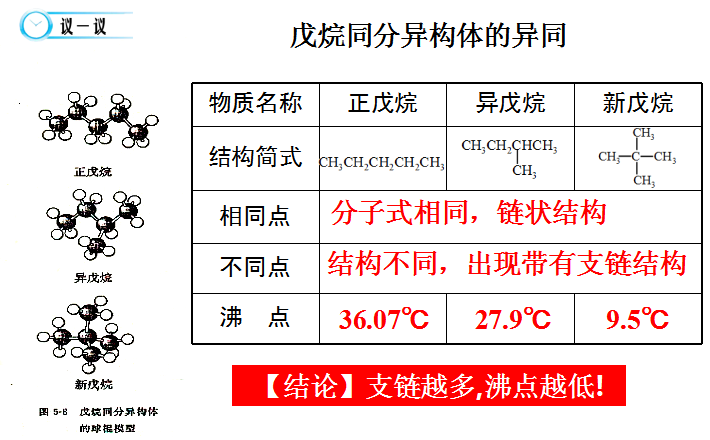 议一议
戊烷同分异构体的异同
物质名称 正戊烷 异戊烷 新戊烷
结构简式 CH₃CH₂CH₂CH₂CH₃ CH₃CH₂CHCH₃ CH₃
CH₃ CH₃—C—CH₃
CH₃
相同点 分子式相同，链状结构
不同点 结构不同，出现带有支链结构
沸 点 36.07℃ 27.9℃ 9.5℃
【结论】支链越多,沸点越低!
正戊烷
异戊烷
新戊烷
图 5-6 戊烷同分异构体
的球棍模型